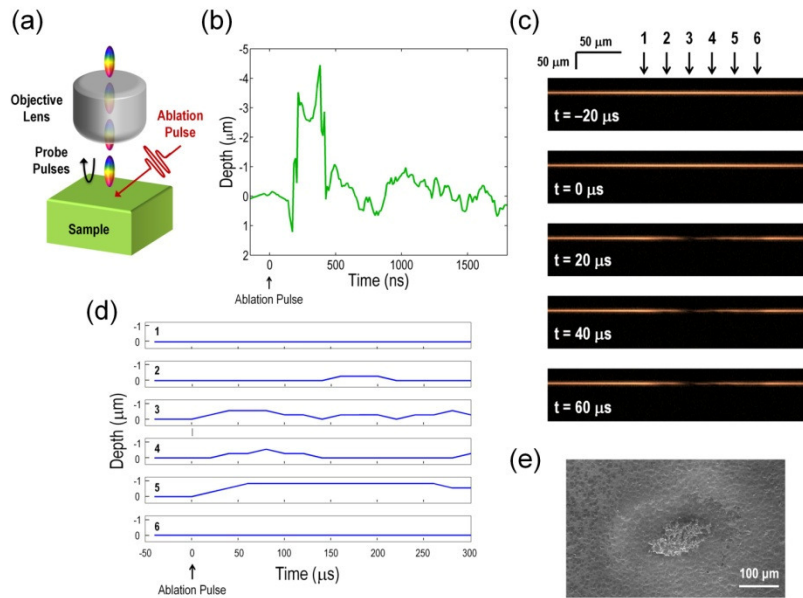 (a)
Objective
Lens
Ablation
Pulse
Probe
Pulses
Sample
(b)
-5
-4
-3
-2
-1
0
1
2
Depth (µm)
0
500
1000
1500
Time (ns)
Ablation Pulse
(c)
50 µm
50 µm
1 2 3 4 5 6
t = –20 µs
t = 0 µs
t = 20 µs
t = 40 µs
t = 60 µs
(d)
Depth (µm)
-1
0
1
-1
0
2
-1
0
3
-1
0
4
-1
0
5
-1
0
6
-50 0 50 100 150 200 250 300
Time (µs)
Ablation Pulse
(e)
100 µm